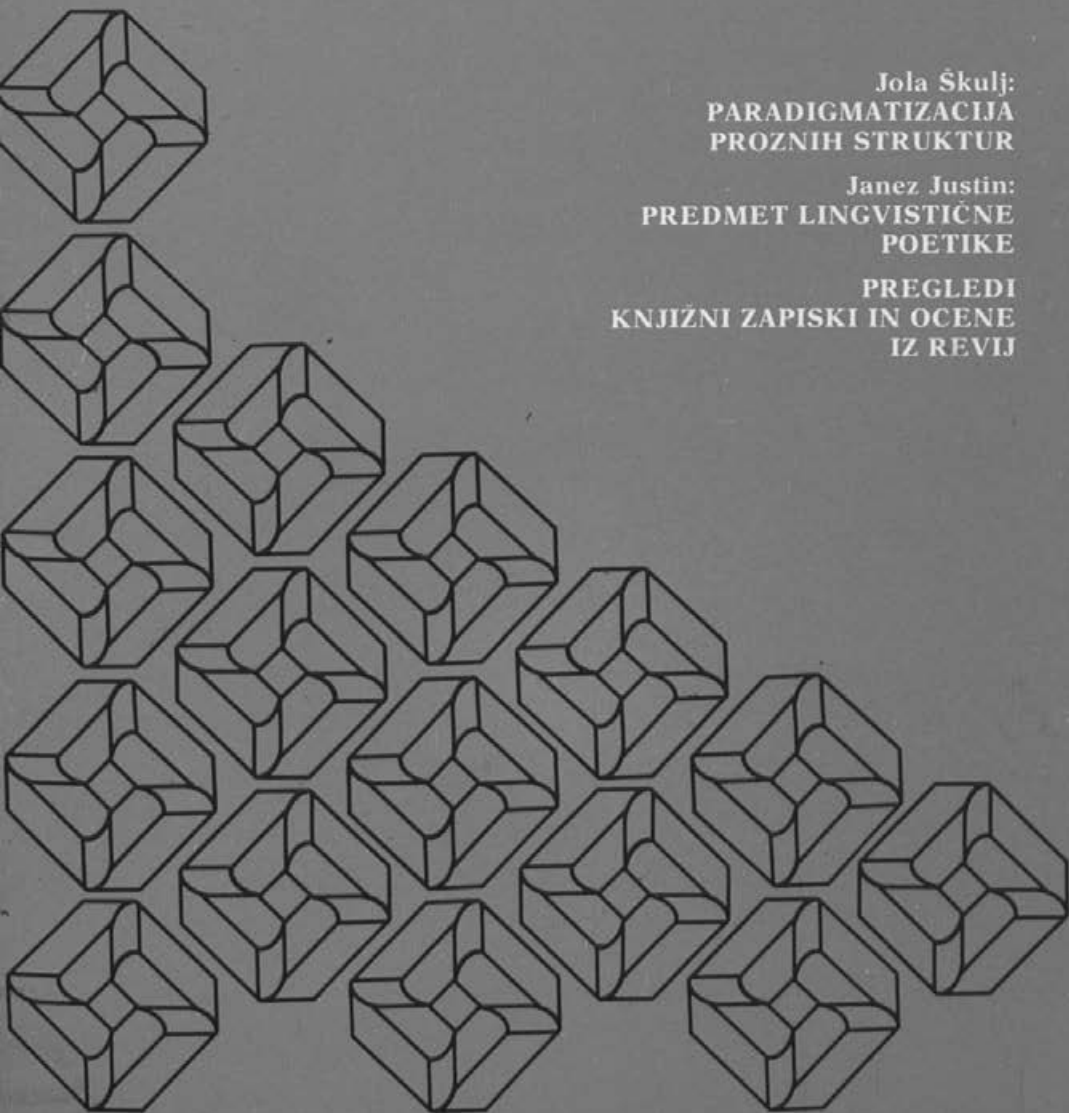 Jola Škulj:
PARADIGMATIZACIJA
PROZNIH STRUKTUR
Janez Justin:
PREDMET LINGVISTIČNE
POETIKE
PREGLEDI
KNJIŽNI ZAPISKI IN OCENE
IZ REVIJ